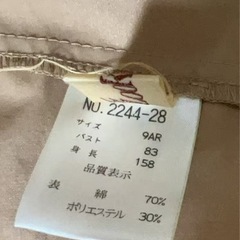 NO. 2244-28
サイズ 9AR
バスト 83
身長 158
品質表示
表 綿 70%
ポリエステル 30%